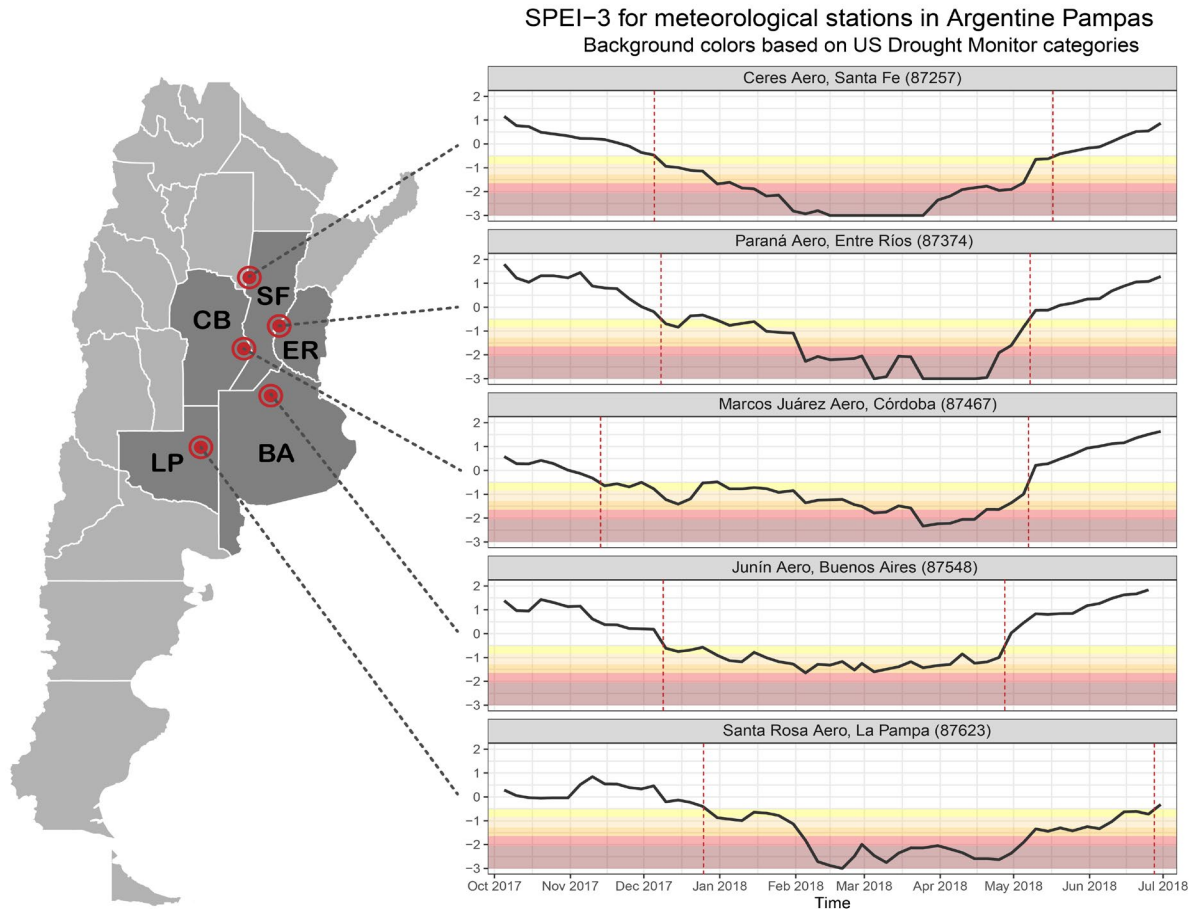 SPEI−3 for meteorological stations in Argentine Pampas
Background colors based on US Drought Monitor categories
Ceres Aero, Santa Fe (87257)
2
1
0
−1
−2
−3
Paraná Aero, Entre Ríos (87374)
2
1
0
−1
−2
−3
Marcos Juárez Aero, Córdoba (87467)
2
1
0
−1
−2
−3
Junín Aero, Buenos Aires (87548)
2
1
0
−1
−2
−3
Santa Rosa Aero, La Pampa (87623)
2
1
0
−1
−2
−3
Oct 2017 Nov 2017 Dec 2017 Jan 2018 Feb 2018 Mar 2018 Apr 2018 May 2018 Jun 2018 Jul 2018
Time
SF
CB
ER
LP
BA